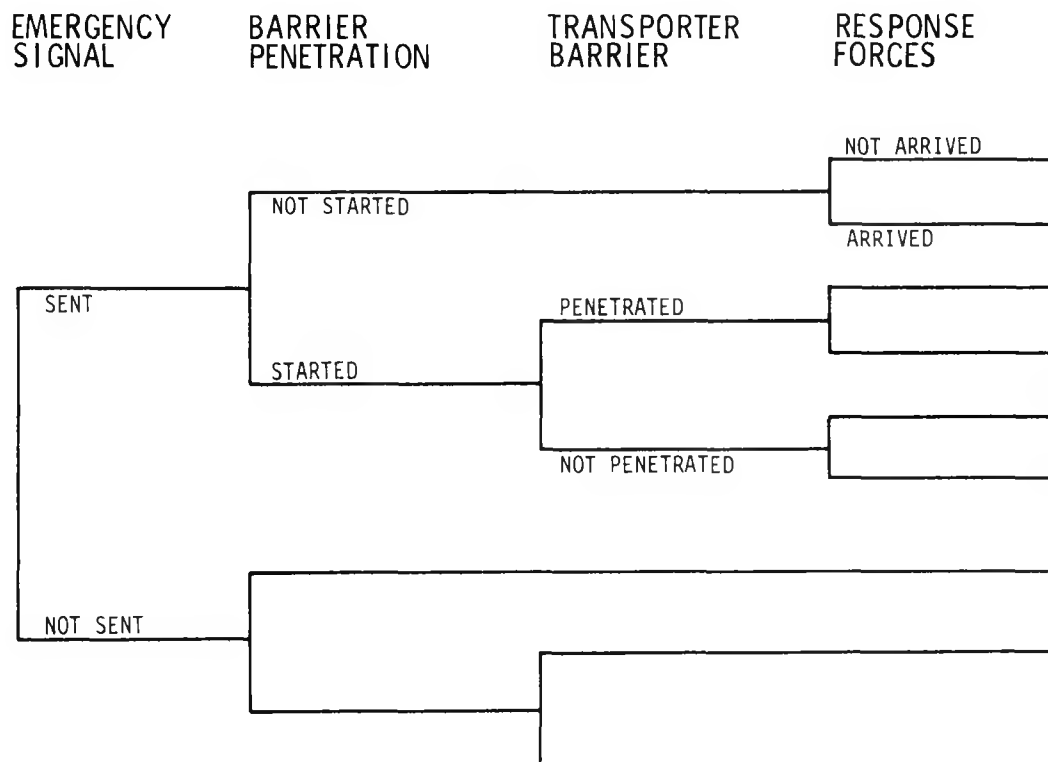 EMERGENCY
SIGNAL
BARRIER
PENETRATION
TRANSPORTER
BARRIER
RESPONSE
FORCES
NOT ARRIVED
NOT STARTED
ARRIVED
SENT
PENETRATED
STARTED
NOT PENETRATED
NOT SENT